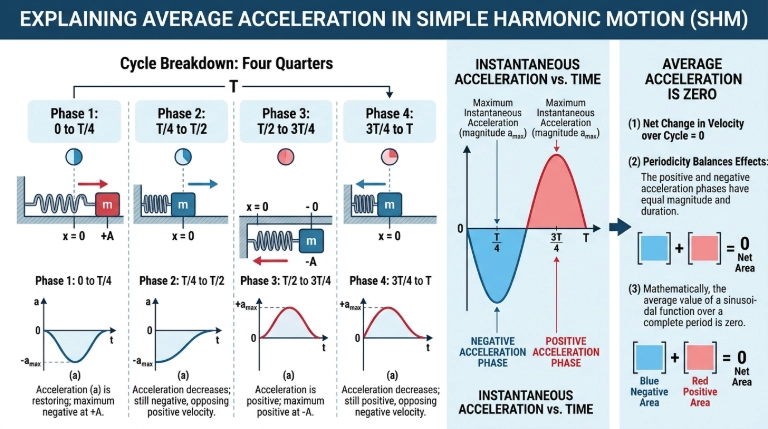 EXPLAINING AVERAGE ACCELERATION IN SIMPLE HARMONIC MOTION (SHM)
Cycle Breakdown: Four Quarters
T
Phase 1:
0 to T/4
Phase 2:
T/4 to T/2
Phase 3:
T/2 to 3T/4
Phase 4:
3T/4 to T
m
x = 0
+A
m
x = 0
x = 0
- 0
m
-A
m
x = 0
Phase 1: 0 to T/4
a
0
t
-amax
(a)
Acceleration (a) is
restoring; maximum
negative at +A.
Phase 2: T/4 to T/2
a
0
t
-amax
(a)
Acceleration decreases;
still negative, opposing
positive velocity.
Phase 3: T/2 to 3T/4
+amax
0
t
(a)
Acceleration is
positive; maximum
positive at -A.
Phase 4: 3T/4 to T
+amax
0
t
(a)
Acceleration decreases;
still positive, opposing
negative velocity.
INSTANTANEOUS
ACCELERATION vs. TIME
Maximum
Instantaneous
Acceleration
(magnitude amax)
Maximum
Instantaneous
Acceleration
(magnitude amax)
0
T
4
3T
4
T
NEGATIVE
ACCELERATION
PHASE
POSITIVE
ACCELERATION
PHASE
INSTANTANEOUS
ACCELERATION vs. TIME
AVERAGE
ACCELERATION
IS ZERO
(1) Net Change in Velocity
over Cycle = 0
(2) Periodicity Balances Effects:
The positive and negative
acceleration phases have
equal magnitude and
duration.
[ ] + [ ] = 0
Net
Area
(3) Mathematically, the
average value of a sinusoi-
dal function over a
complete period is zero.
[ ] + [ ] = 0
Net
Area
Blue
Negative
Area
Red
Positive
Area